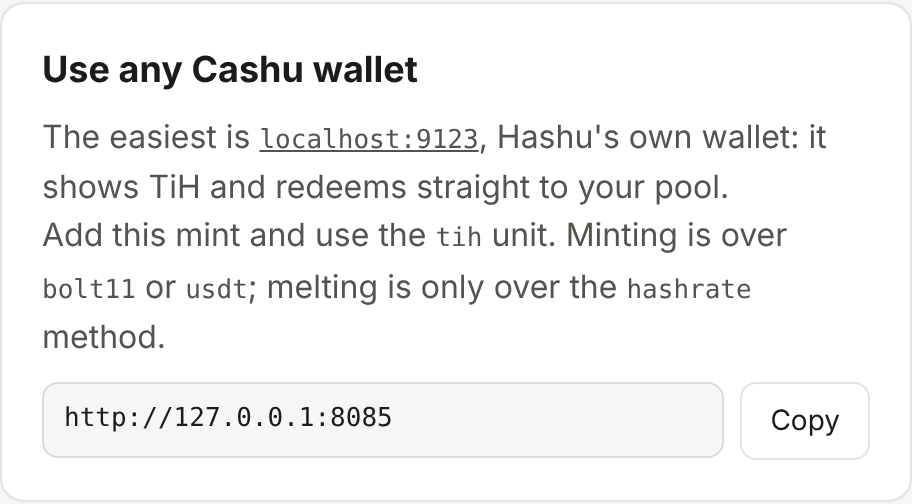 Use any Cashu wallet
The easiest is localhost:9123, Hashu's own wallet: it
shows TiH and redeems straight to your pool.
Add this mint and use the tih unit. Minting is over
bolt11 or usdt; melting is only over the hashrate
method.
http://127.0.0.1:8085
Copy